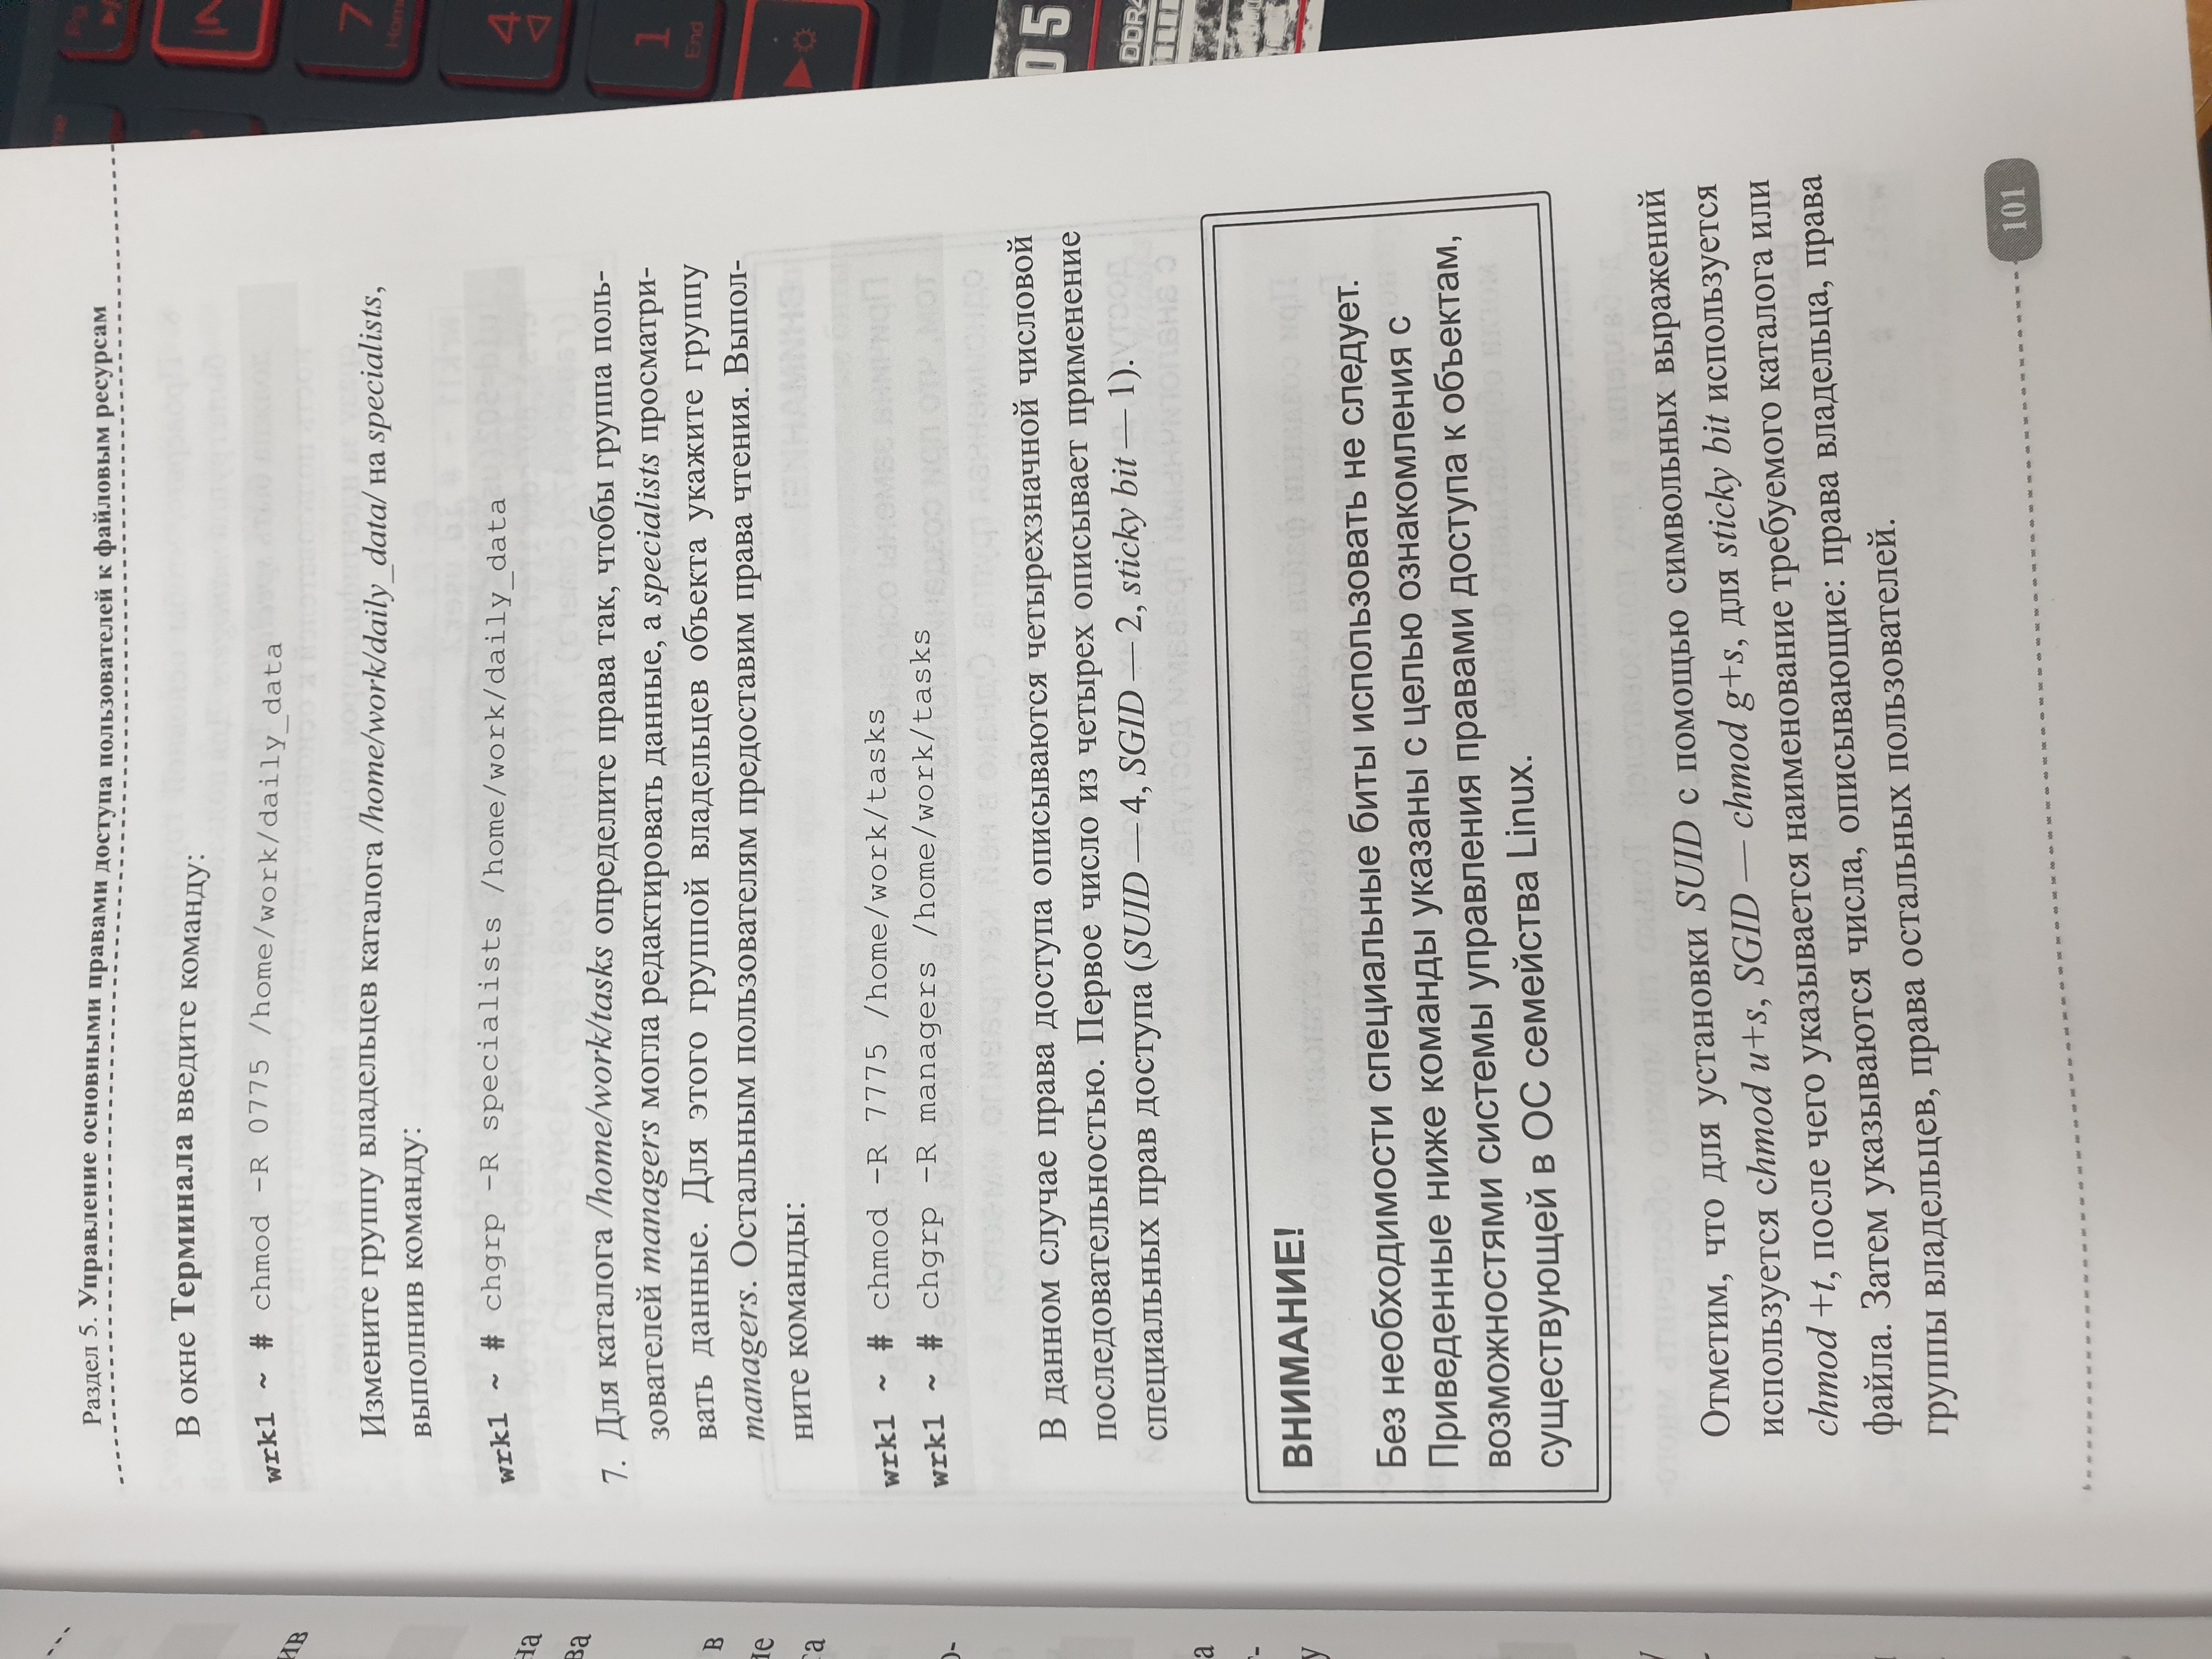 Раздел 5. Управление основными правами доступа пользователей к файловым ресурсам
В окне Терминала введите команду:
wrk1 ~ # chmod -R 0775 /home/work/daily_data
Измените группу владельцев каталога /home/work/daily_data/ на specialists,
выполнив команду:
wrk1 ~ # chgrp -R specialists /home/work/daily_data
7. Для каталога /home/work/tasks определите права так, чтобы группа поль-
зователей managers могла редактировать данные, а specialists просматри-
вать данные. Для этого группой владельцев объекта укажите группу
managers. Остальным пользователям предоставим права чтения. Выпол-
ните команды:
wrk1 ~ # chmod -R 7775 /home/work/tasks
wrk1 ~ # chgrp -R managers /home/work/tasks
В данном случае права доступа описываются четырехзначной числовой
последовательностью. Первое число из четырех описывает применение
специальных прав доступа (SUID — 4, SGID — 2, sticky bit — 1).
ВНИМАНИЕ!
Без необходимости специальные биты использовать не следует.
Приведенные ниже команды указаны с целью ознакомления с
возможностями системы управления правами доступа к объектам,
существующей в ОС семейства Linux.
Отметим, что для установки SUID с помощью символьных выражений
используется chmod u+s, SGID — chmod g+s, для sticky bit используется
chmod +t, после чего указывается наименование требуемого каталога или
файла. Затем указываются числа, описывающие: права владельца, права
группы владельцев, права остальных пользователей.
101
05
DDR4
7
Home
4
1
End